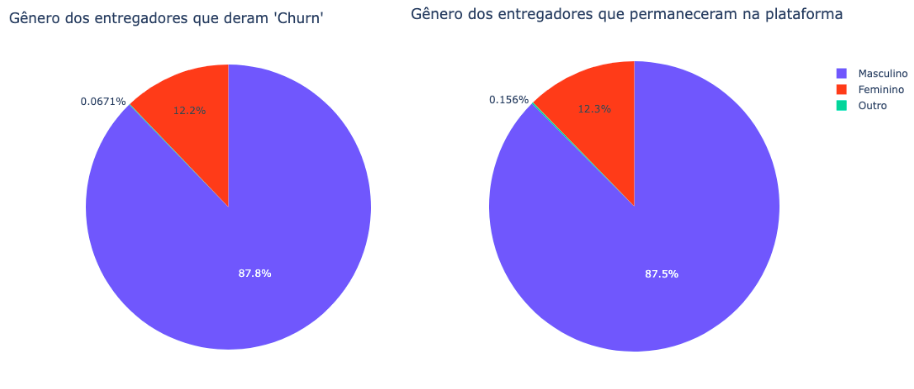 Gênero dos entregadores que deram 'Churn'
0.0671%
12.2%
87.8%
Gênero dos entregadores que permaneceram na plataforma
0.156%
12.3%
87.5%
Masculino
Feminino
Outro